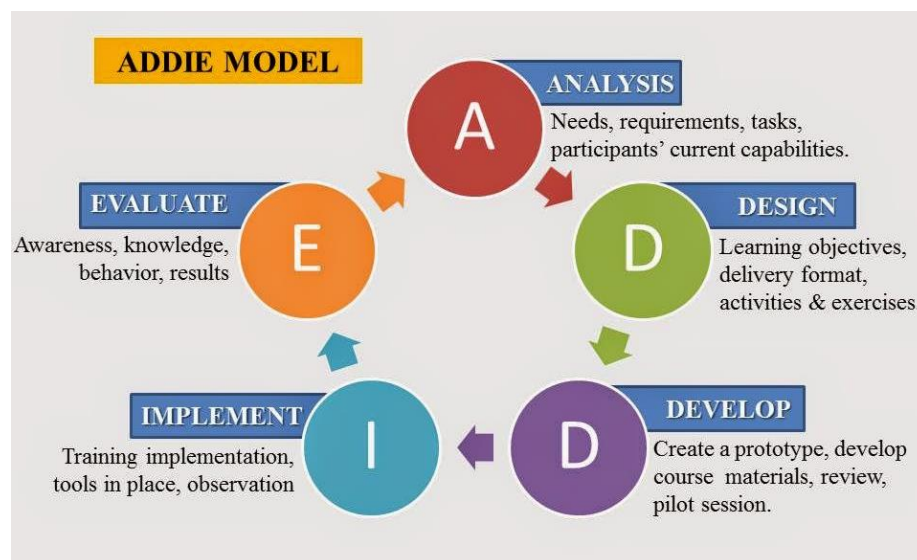 ADDIE MODEL
A
ANALYSIS
Needs, requirements, tasks,
participants’ current capabilities.
D
DESIGN
Learning objectives,
delivery format,
activities & exercises
D
DEVELOP
Create a prototype, develop
course materials, review,
pilot session.
I
IMPLEMENT
Training implementation,
tools in place, observation
E
EVALUATE
Awareness, knowledge,
behavior, results